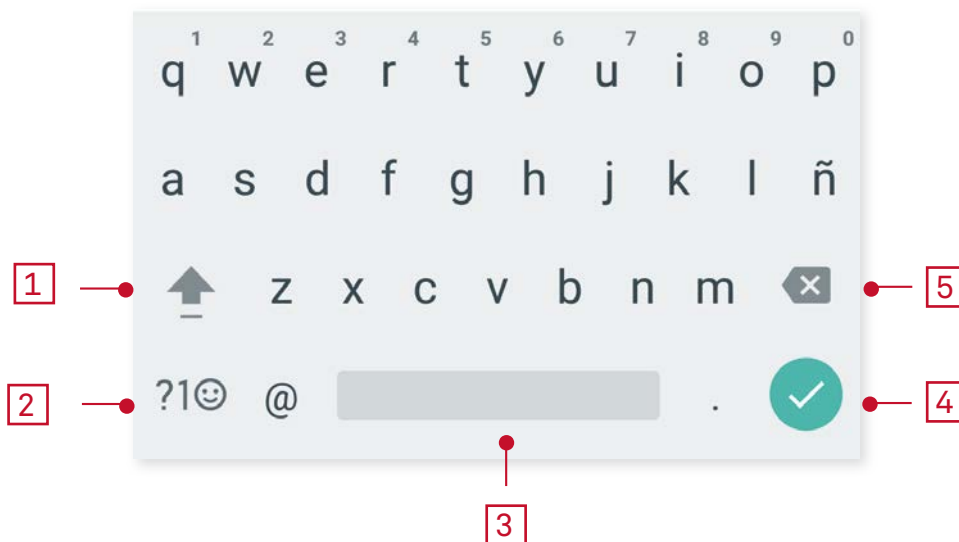 1 2 3 4 5 6 7 8 9 0
q w e r t y u i o p
a s d f g h j k l ñ
1 z x c v b n m 5
2 ?1☺ @ . 4
3